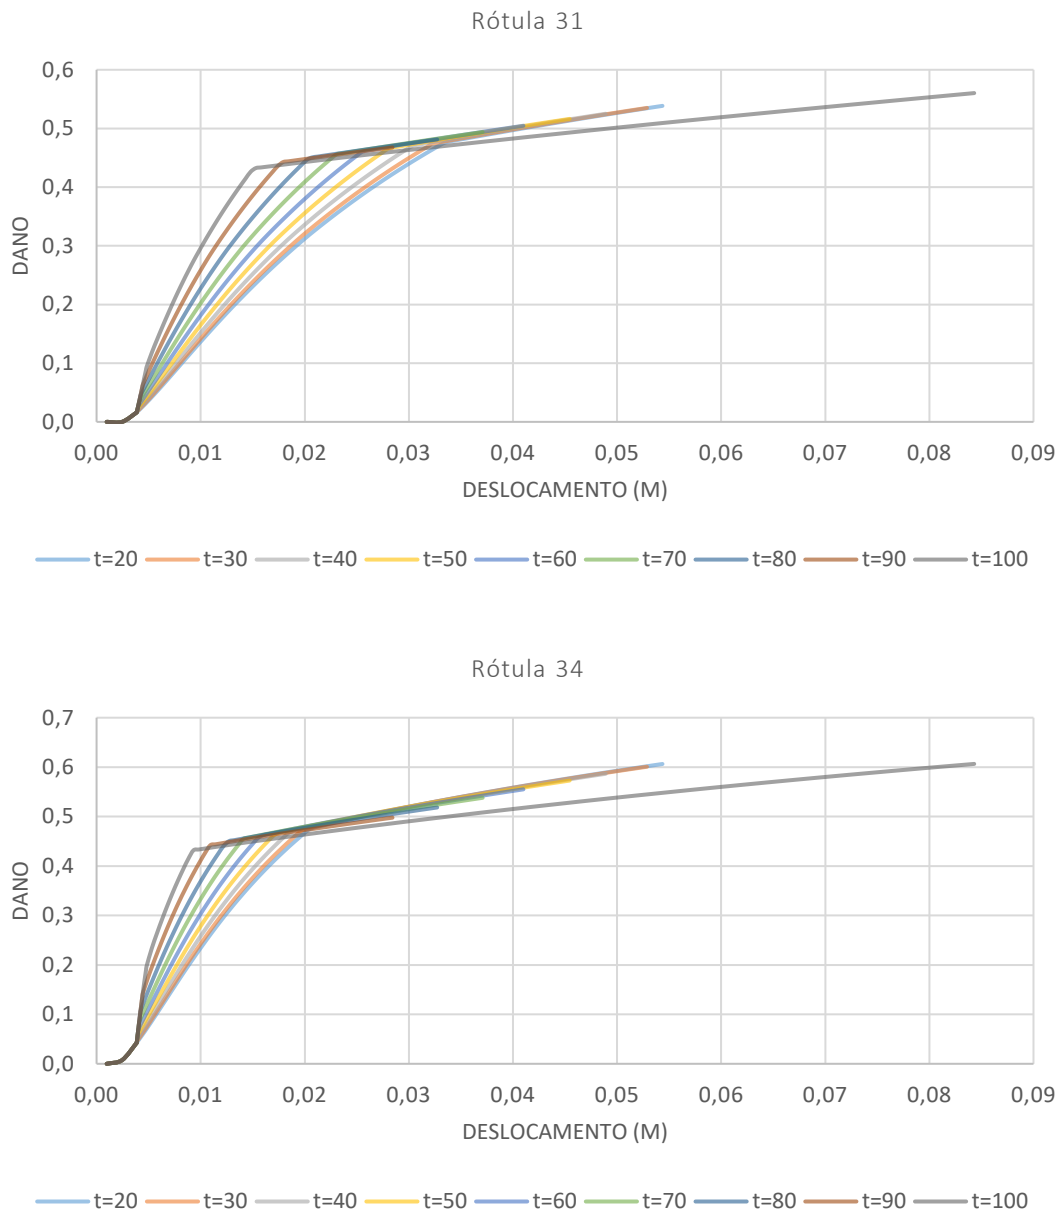 Rótula 31
0,6
0,5
0,4
0,3
0,2
0,1
0,0
DANO
0,00 0,01 0,02 0,03 0,04 0,05 0,06 0,07 0,08 0,09
DESLOCAMENTO (M)
t=20 t=30 t=40 t=50 t=60 t=70 t=80 t=90 t=100
Rótula 34
0,7
0,6
0,5
0,4
0,3
0,2
0,1
0,0
DANO
0,00 0,01 0,02 0,03 0,04 0,05 0,06 0,07 0,08 0,09
DESLOCAMENTO (M)
t=20 t=30 t=40 t=50 t=60 t=70 t=80 t=90 t=100